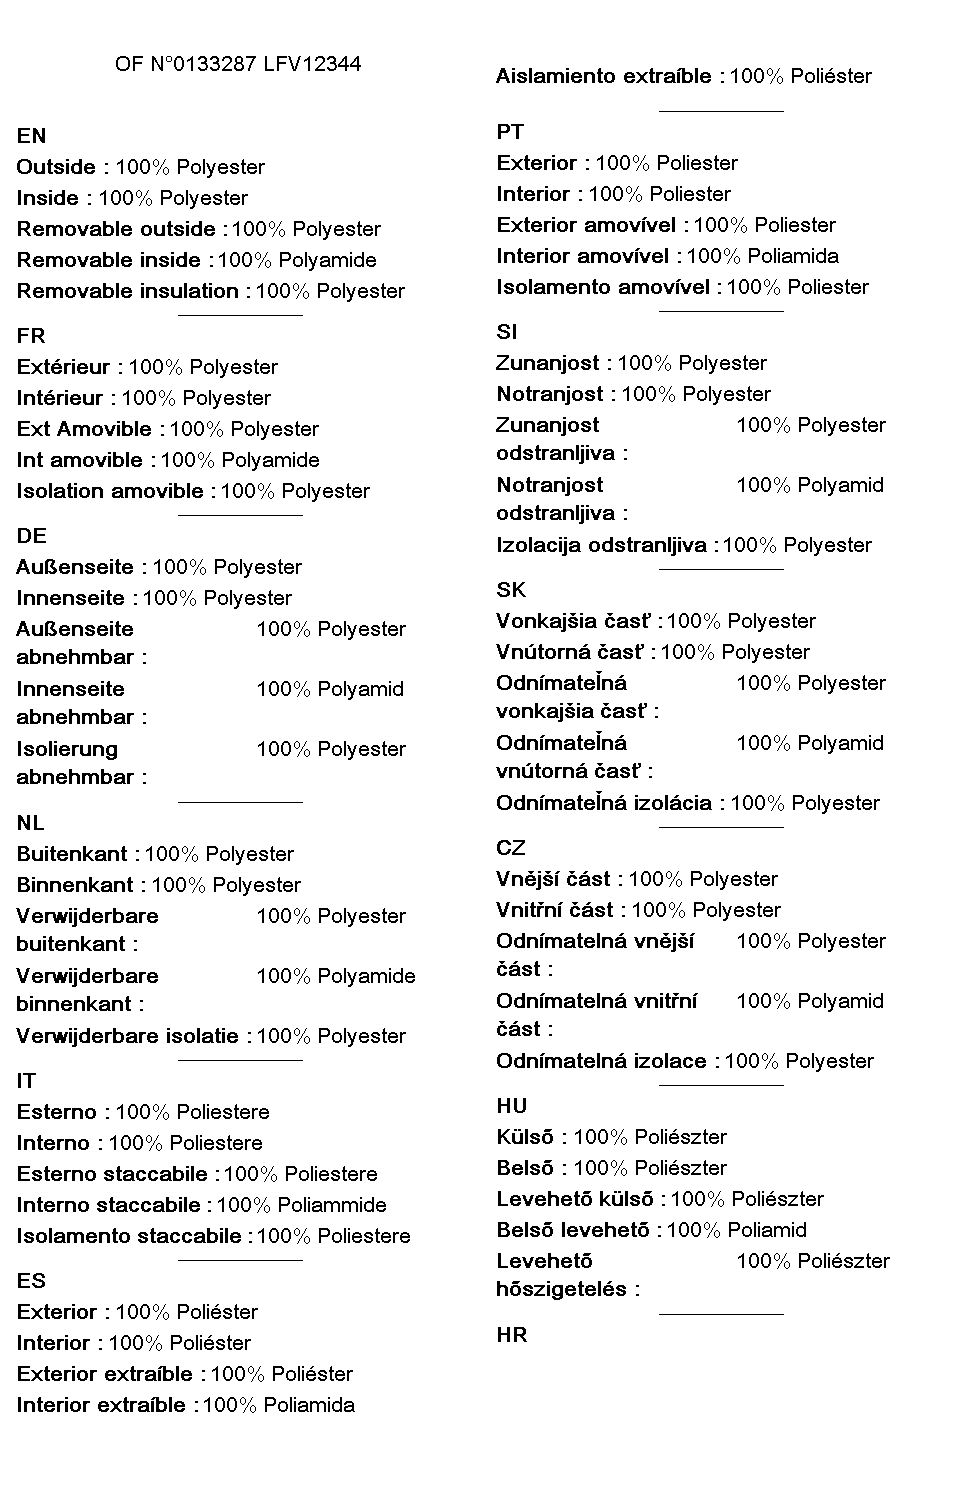 OF N°0133287 LFV12344
EN
Outside : 100% Polyester
Inside : 100% Polyester
Removable outside : 100% Polyester
Removable inside : 100% Polyamide
Removable insulation : 100% Polyester
FR
Extérieur : 100% Polyester
Intérieur : 100% Polyester
Ext Amovible : 100% Polyester
Int amovible : 100% Polyamide
Isolation amovible : 100% Polyester
DE
Außenseite : 100% Polyester
Innenseite : 100% Polyester
Außenseite 100% Polyester
abnehmbar :
Innenseite 100% Polyamid
abnehmbar :
Isolierung 100% Polyester
abnehmbar :
NL
Buitenkant : 100% Polyester
Binnenkant : 100% Polyester
Verwijderbare 100% Polyester
buitenkant :
Verwijderbare 100% Polyamide
binnenkant :
Verwijderbare isolatie : 100% Polyester
IT
Esterno : 100% Poliestere
Interno : 100% Poliestere
Esterno staccabile : 100% Poliestere
Interno staccabile : 100% Poliammide
Isolamento staccabile : 100% Poliestere
ES
Exterior : 100% Poliéster
Interior : 100% Poliéster
Exterior extraíble : 100% Poliéster
Interior extraíble : 100% Poliamida
Aislamiento extraíble : 100% Poliéster
PT
Exterior : 100% Poliester
Interior : 100% Poliester
Exterior amovível : 100% Poliester
Interior amovível : 100% Poliamida
Isolamento amovível : 100% Poliester
SI
Zunanjost : 100% Polyester
Notranjost : 100% Polyester
Zunanjost 100% Polyester
odstranljiva :
Notranjost 100% Polyamid
odstranljiva :
Izolacija odstranljiva : 100% Polyester
SK
Vonkajšia časť : 100% Polyester
Vnútorná časť : 100% Polyester
Odnímateľná 100% Polyester
vonkajšia časť :
Odnímateľná 100% Polyamid
vnútorná časť :
Odnímateľná izolácia : 100% Polyester
CZ
Vnější část : 100% Polyester
Vnitřní část : 100% Polyester
Odnímatelná vnější 100% Polyester
část :
Odnímatelná vnitřní 100% Polyamid
část :
Odnímatelná izolace : 100% Polyester
HU
Külsõ : 100% Poliészter
Belsõ : 100% Poliészter
Levehetõ külsõ : 100% Poliészter
Belsõ levehetõ : 100% Poliamid
Levehetõ 100% Poliészter
hõszigetelés :
HR